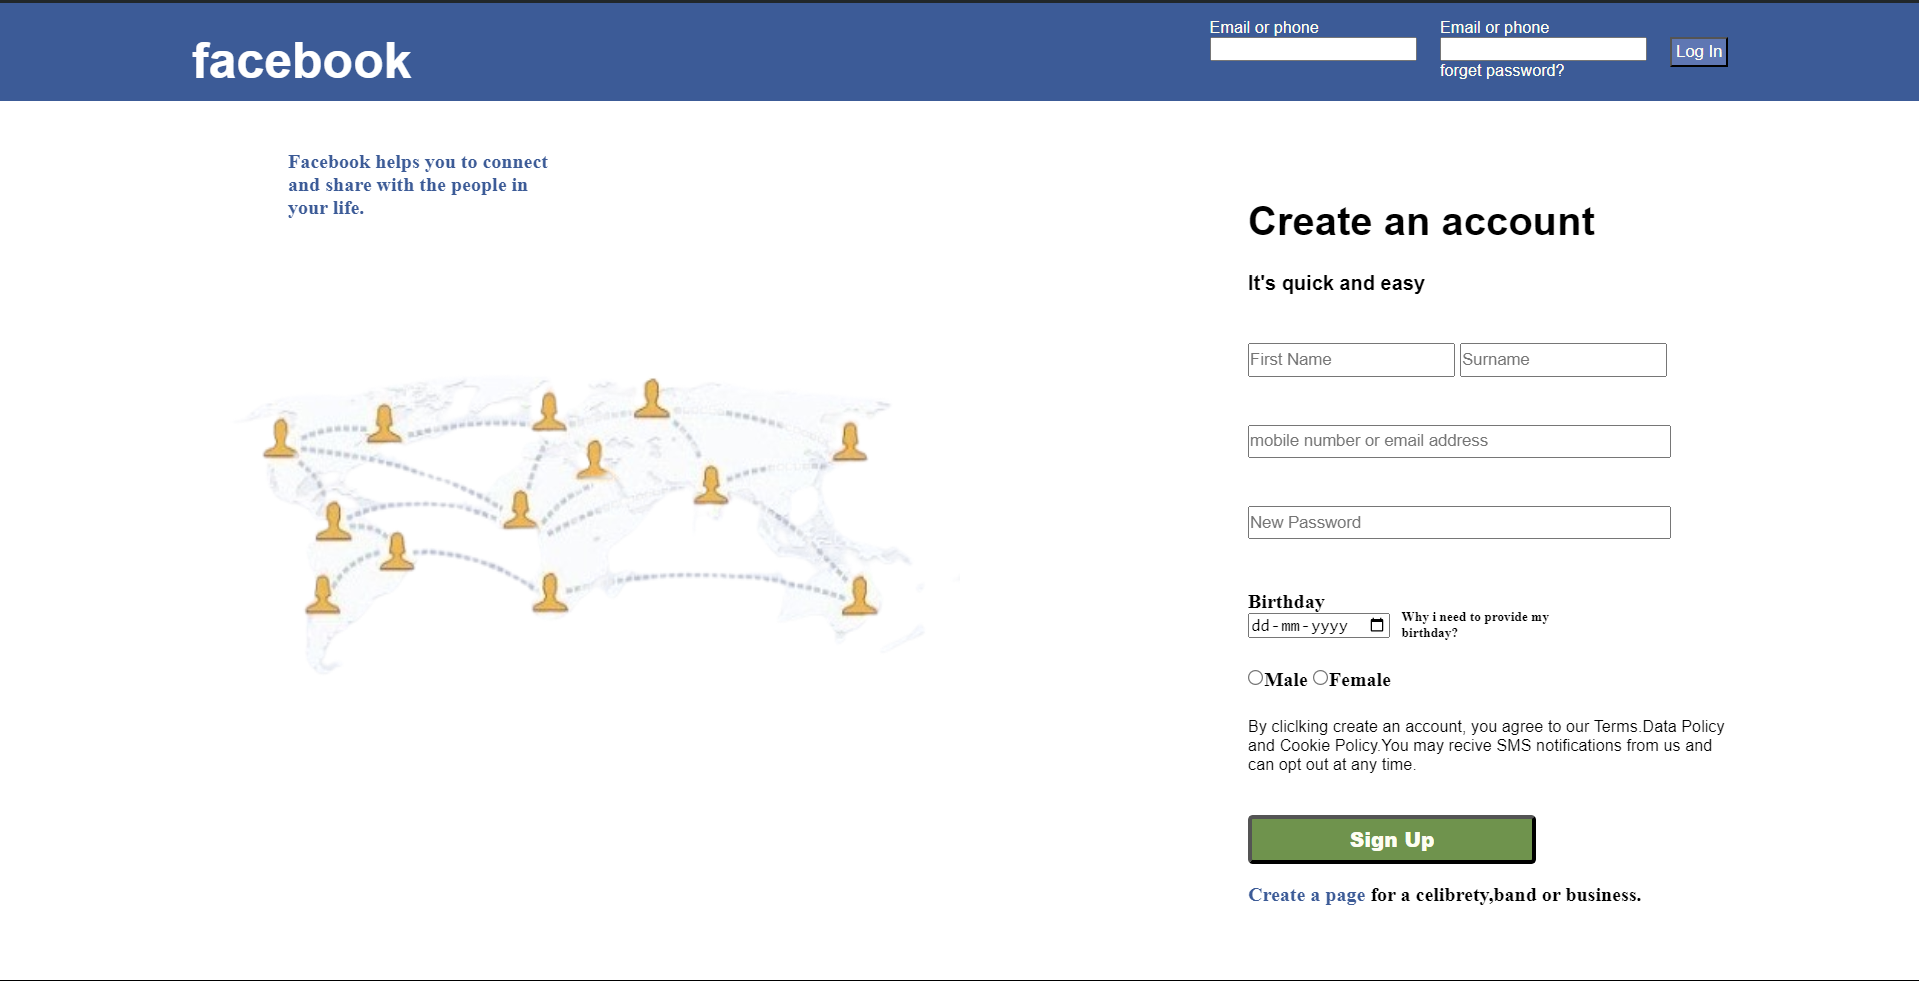 facebook
Email or phone
Email or phone
forget password?
Log In
Facebook helps you to connect
and share with the people in
your life.
Create an account
It's quick and easy
First Name
Surname
mobile number or email address
New Password
Birthday
dd-mm-yyyy
Why i need to provide my
birthday?
Male
Female
By cliclking create an account, you agree to our Terms.Data Policy
and Cookie Policy.You may recive SMS notifications from us and
can opt out at any time.
Sign Up
Create a page for a celibrety,band or business.